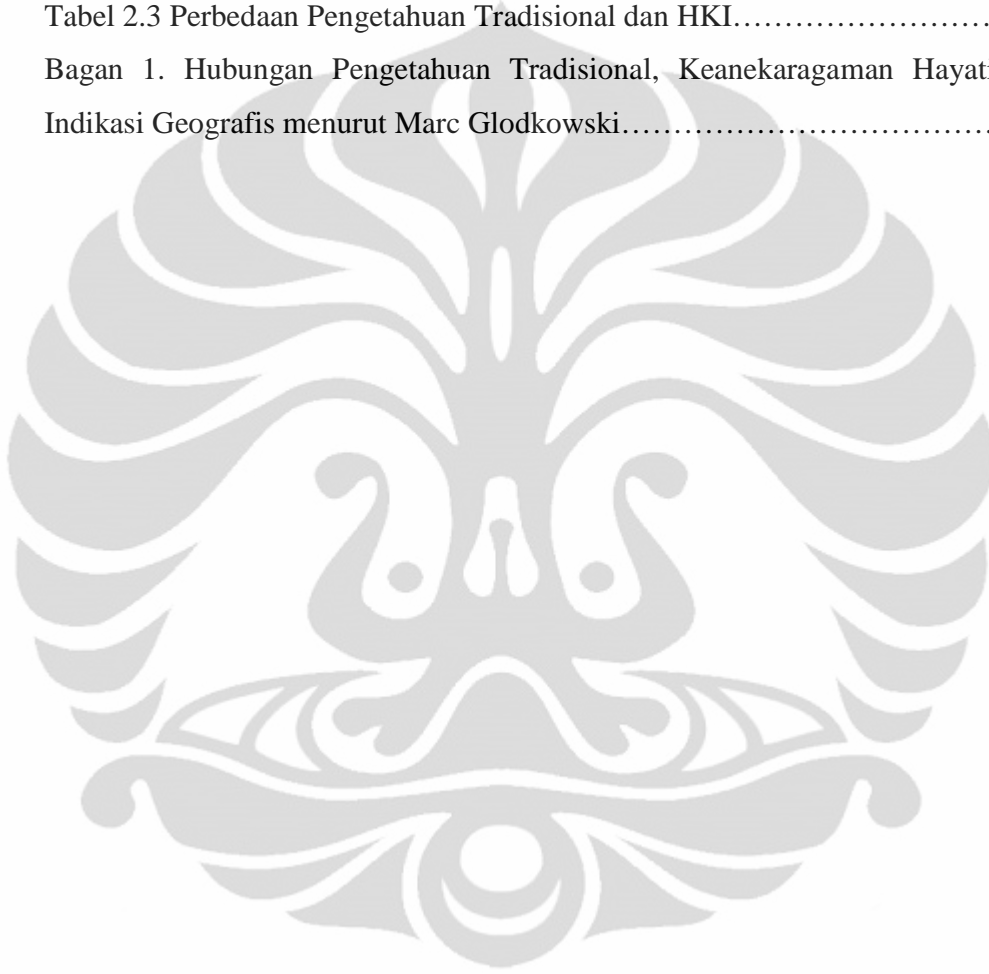 Tabel 2.3 Perbedaan Pengetahuan Tradisional dan HKI……………………
Bagan 1. Hubungan Pengetahuan Tradisional, Keanekaragaman Hayati
Indikasi Geografis menurut Marc Glodkowski……………………………